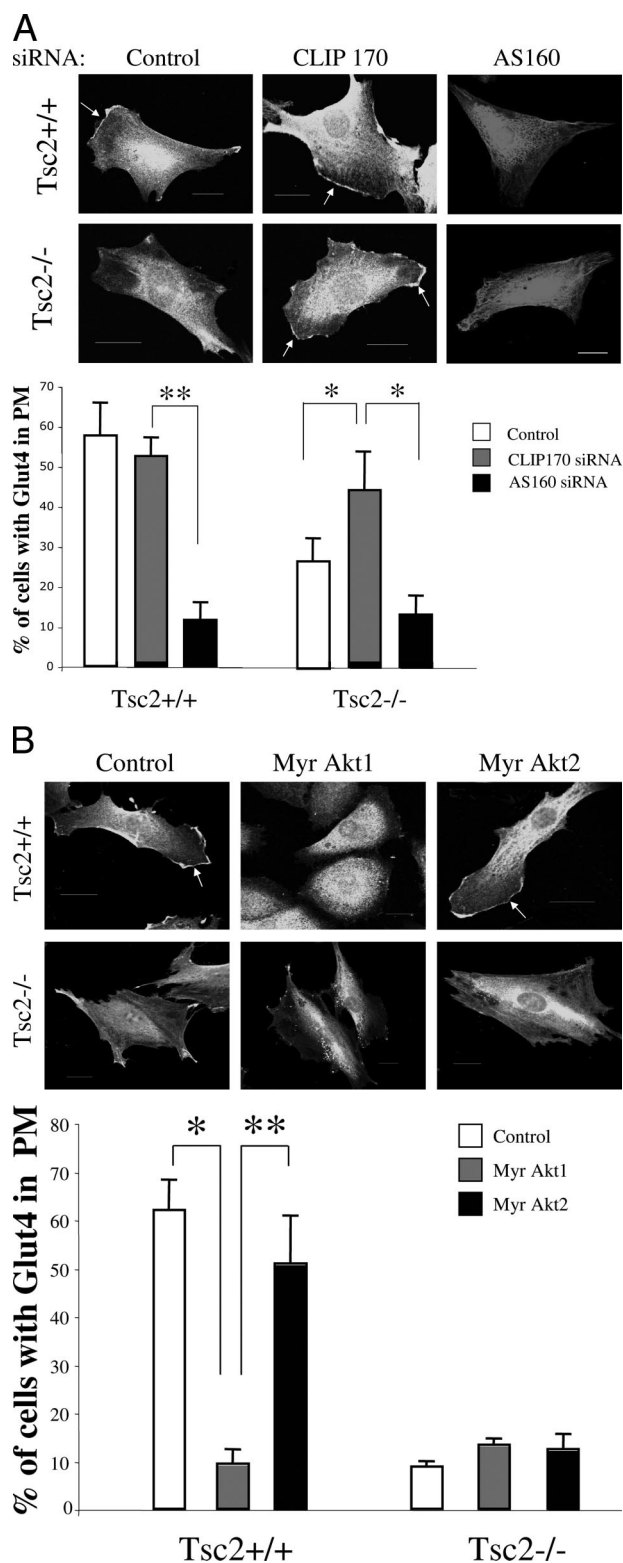 A
siRNA: Control CLIP 170 AS160
Tsc2+/+
Tsc2-/-
% of cells with Glut4 in PM
70
60
50
40
30
20
10
0
** * *
Control
CLIP170 siRNA
AS160 siRNA
Tsc2+/+ Tsc2-/-
B
Control Myr Akt1 Myr Akt2
Tsc2+/+
Tsc2-/-
% of cells with Glut4 in PM
80
70
60
50
40
30
20
10
0
* **
Control
Myr Akt1
Myr Akt2
Tsc2+/+ Tsc2-/-